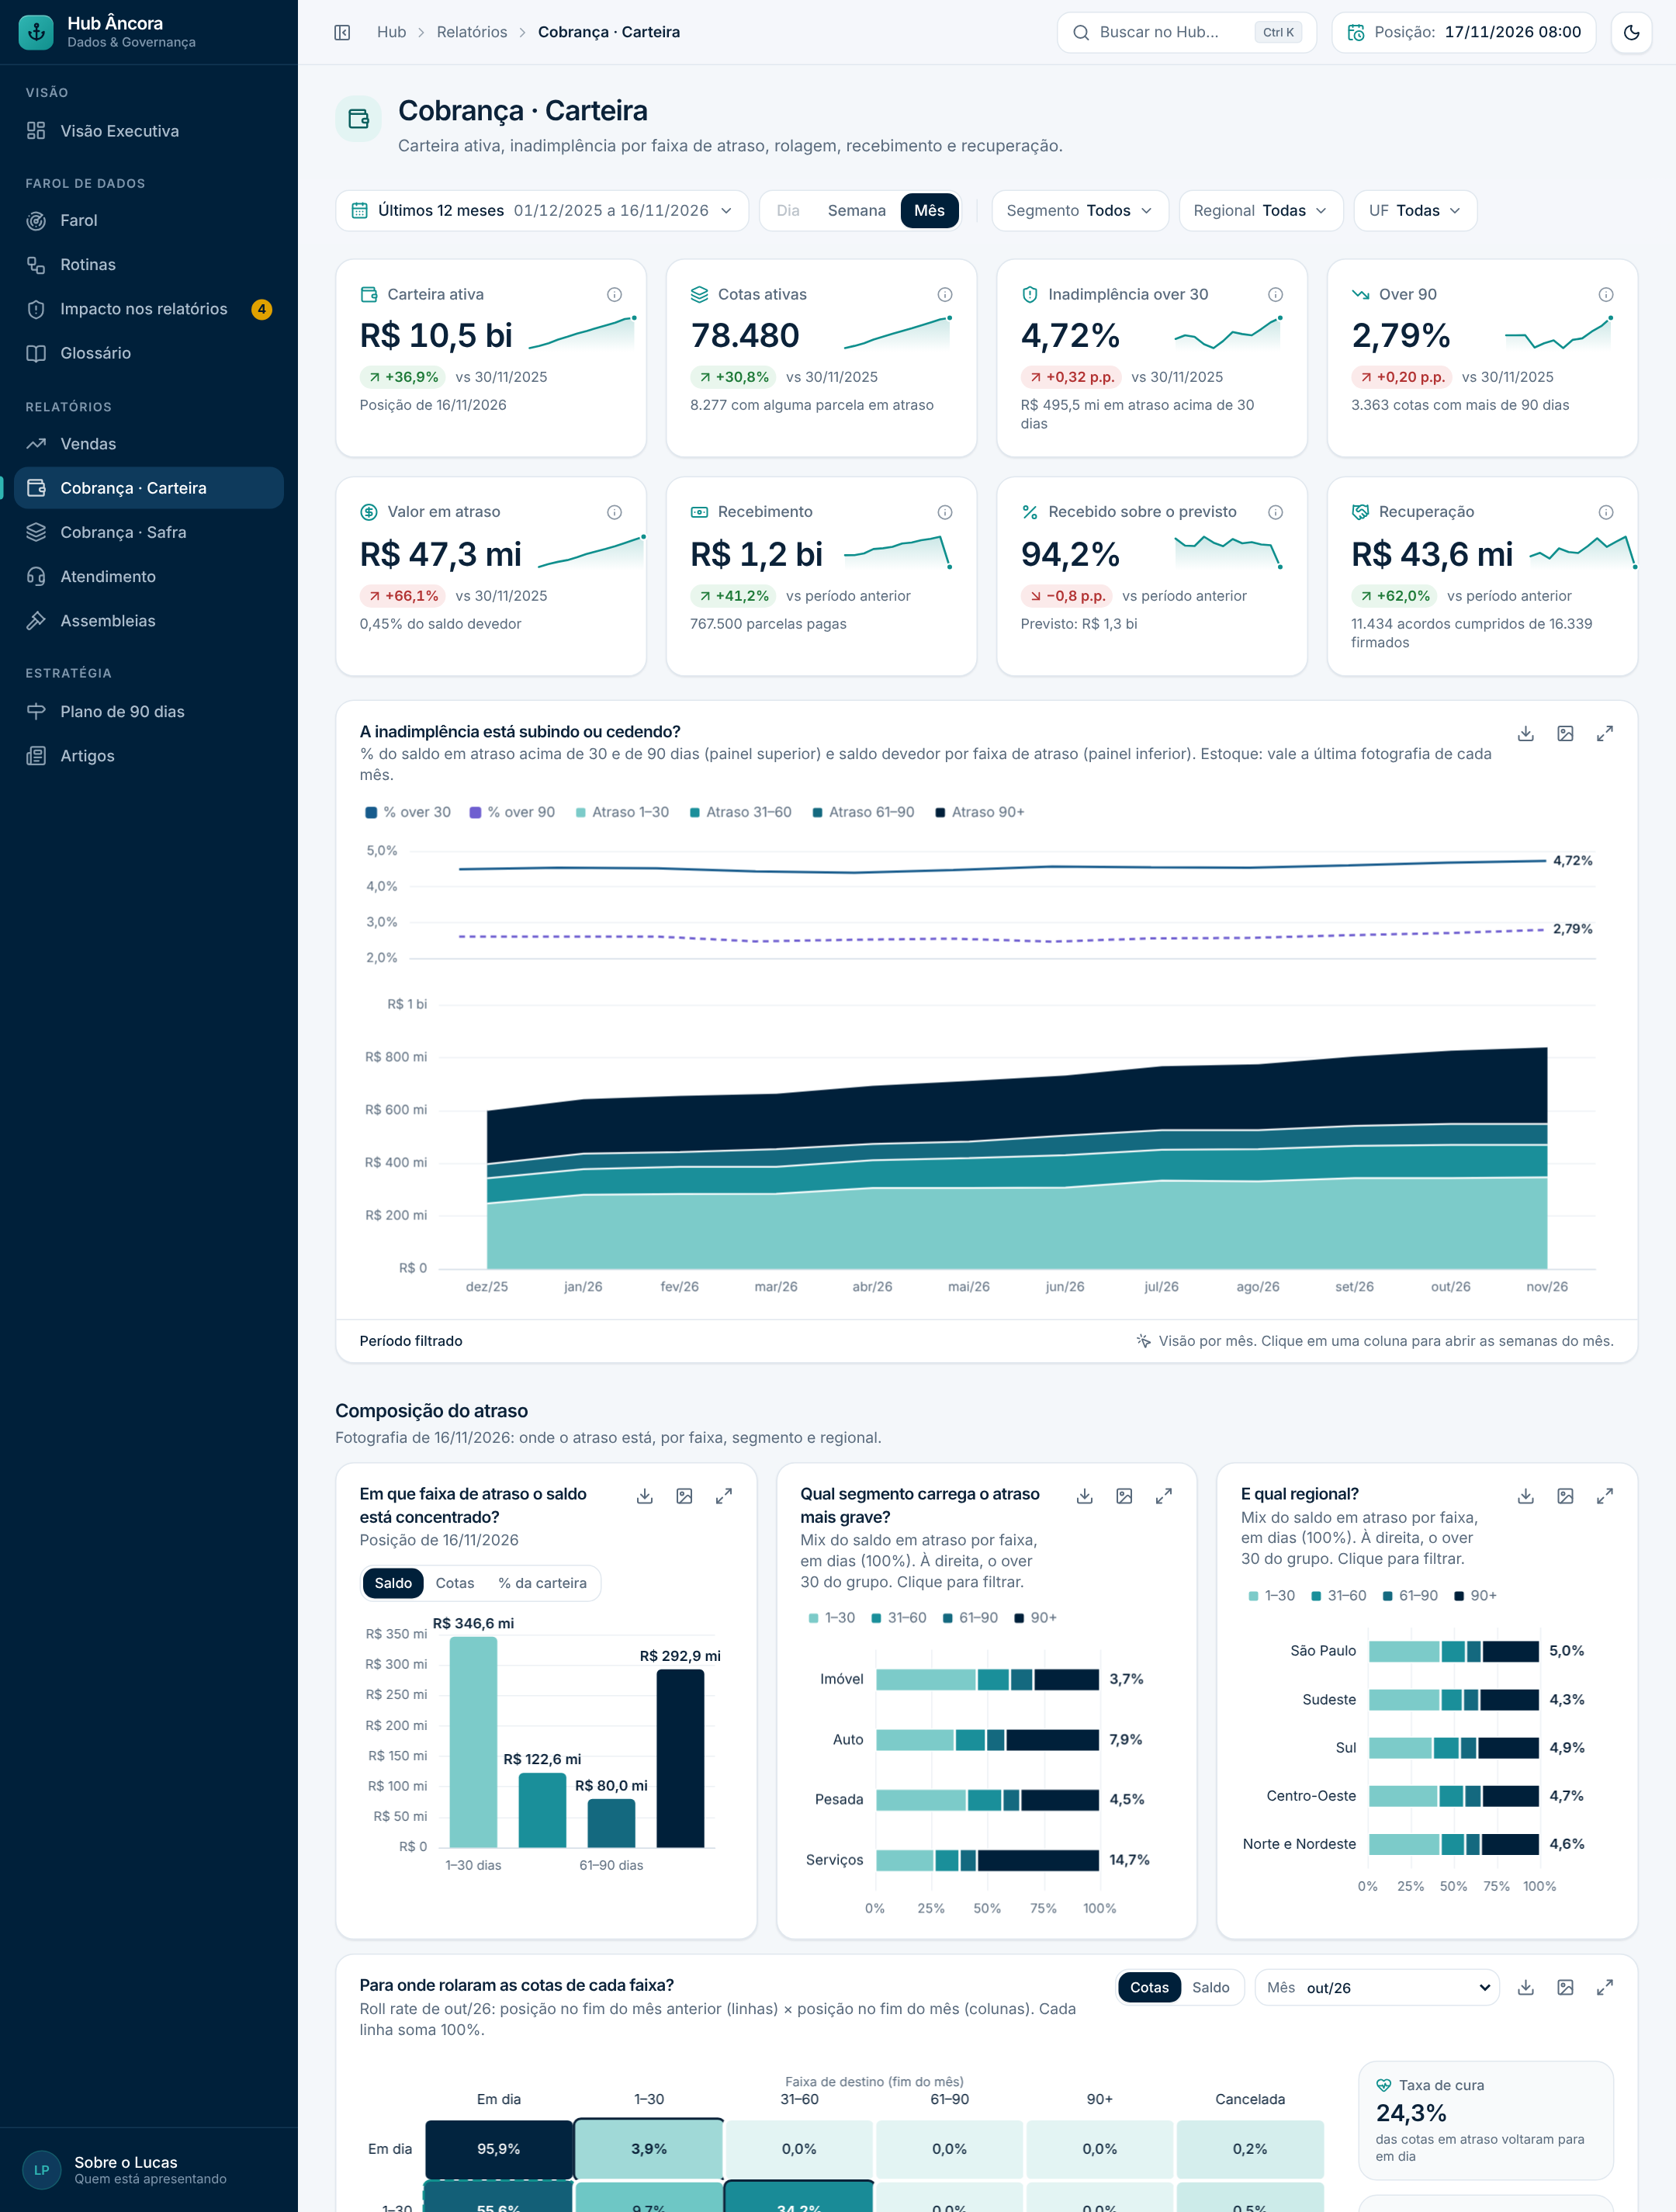 Hub Âncora
Dados & Governança
VISÃO
Visão Executiva
FAROL DE DADOS
Farol
Rotinas
Impacto nos relatórios 4
Glossário
RELATÓRIOS
Vendas
Cobrança · Carteira
Cobrança · Safra
Atendimento
Assembleias
ESTRATÉGIA
Plano de 90 dias
Artigos
LP
Sobre o Lucas
Quem está apresentando
Hub > Relatórios > Cobrança · Carteira
Buscar no Hub... Ctrl K
Posição: 17/11/2026 08:00
Cobrança · Carteira
Carteira ativa, inadimplência por faixa de atraso, rolagem, recebimento e recuperação.
Últimos 12 meses 01/12/2025 a 16/11/2026
Dia Semana Mês
Segmento Todos
Regional Todas
UF Todas
Carteira ativa
R$ 10,5 bi
+36,9% vs 30/11/2025
Posição de 16/11/2026
Cotas ativas
78.480
+30,8% vs 30/11/2025
8.277 com alguma parcela em atraso
Inadimplência over 30
4,72%
+0,32 p.p. vs 30/11/2025
R$ 495,5 mi em atraso acima de 30
dias
Over 90
2,79%
+0,20 p.p. vs 30/11/2025
3.363 cotas com mais de 90 dias
Valor em atraso
R$ 47,3 mi
+66,1% vs 30/11/2025
0,45% do saldo devedor
Recebimento
R$ 1,2 bi
+41,2% vs período anterior
767.500 parcelas pagas
Recebido sobre o previsto
94,2%
−0,8 p.p. vs período anterior
Previsto: R$ 1,3 bi
Recuperação
R$ 43,6 mi
+62,0% vs período anterior
11.434 acordos cumpridos de 16.339
firmados
A inadimplência está subindo ou cedendo?
% do saldo em atraso acima de 30 e de 90 dias (painel superior) e saldo devedor por faixa de atraso (painel inferior). Estoque: vale a última fotografia de cada
mês.
% over 30 % over 90 Atraso 1–30 Atraso 31–60 Atraso 61–90 Atraso 90+
5,0%
4,72%
4,0%
3,0%
2,79%
2,0%
R$ 1 bi
R$ 800 mi
R$ 600 mi
R$ 400 mi
R$ 200 mi
R$ 0
dez/25 jan/26 fev/26 mar/26 abr/26 mai/26 jun/26 jul/26 ago/26 set/26 out/26 nov/26
Período filtrado
Visão por mês. Clique em uma coluna para abrir as semanas do mês.
Composição do atraso
Fotografia de 16/11/2026: onde o atraso está, por faixa, segmento e regional.
Em que faixa de atraso o saldo
está concentrado?
Posição de 16/11/2026
Saldo Cotas % da carteira
R$ 346,6 mi
R$ 350 mi
R$ 292,9 mi
R$ 300 mi
R$ 250 mi
R$ 200 mi
R$ 150 mi
R$ 122,6 mi
R$ 100 mi
R$ 80,0 mi
R$ 50 mi
R$ 0
1–30 dias 61–90 dias
Qual segmento carrega o atraso
mais grave?
Mix do saldo em atraso por faixa,
em dias (100%). À direita, o over
30 do grupo. Clique para filtrar.
1–30 31–60 61–90 90+
Imóvel 3,7%
Auto 7,9%
Pesada 4,5%
Serviços 14,7%
0% 25% 50% 75% 100%
E qual regional?
Mix do saldo em atraso por faixa,
em dias (100%). À direita, o over
30 do grupo. Clique para filtrar.
1–30 31–60 61–90 90+
São Paulo 5,0%
Sudeste 4,3%
Sul 4,9%
Centro-Oeste 4,7%
Norte e Nordeste 4,6%
0% 25% 50% 75% 100%
Para onde rolaram as cotas de cada faixa?
Roll rate de out/26: posição no fim do mês anterior (linhas) × posição no fim do mês (colunas). Cada
linha soma 100%.
Cotas Saldo
Mês out/26
Faixa de destino (fim do mês)
Em dia 1–30 31–60 61–90 90+ Cancelada
Em dia 95,9% 3,9% 0,0% 0,0% 0,0% 0,2%
1–30 55,6% 9,7% 34,2% 0,0% 0,0% 0,5%
Taxa de cura
24,3%
das cotas em atraso voltaram para
em dia